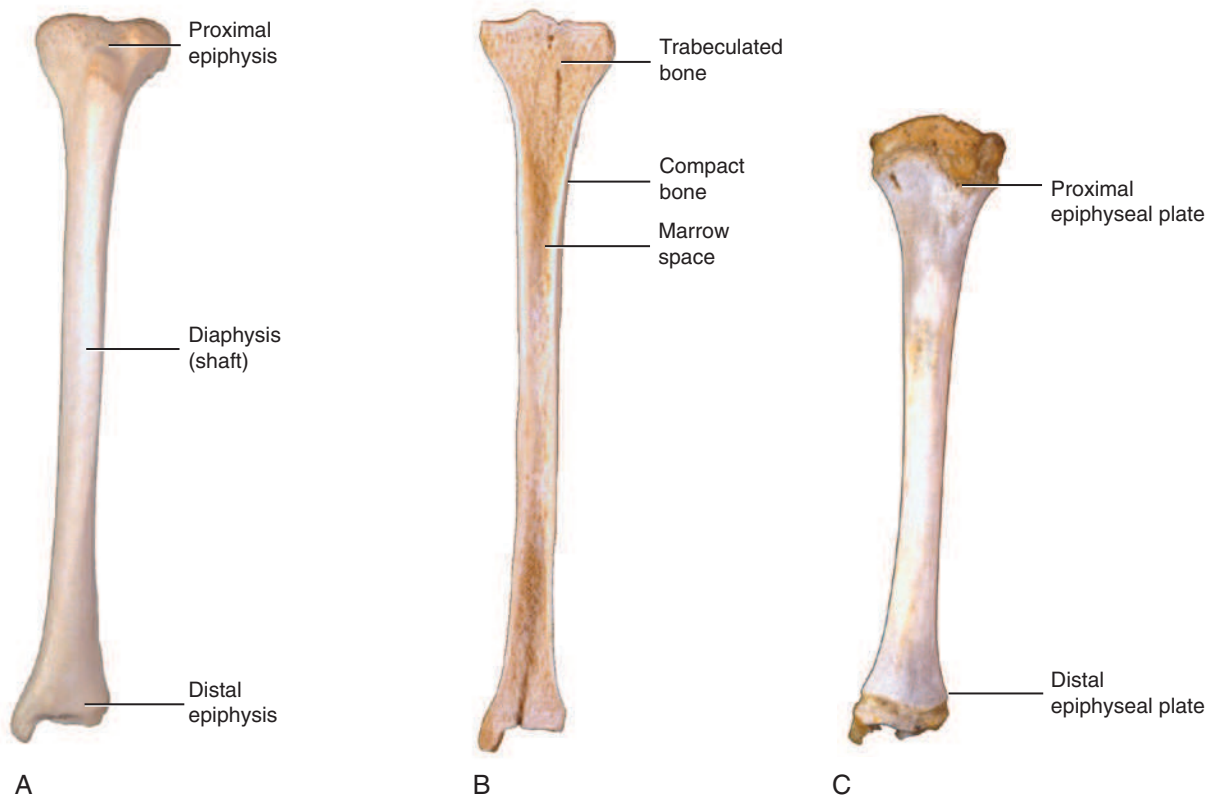 Proximal
epiphysis
Diaphysis
(shaft)
Distal
epiphysis
A
Trabeculated
bone
Compact
bone
Marrow
space
B
Proximal
epiphyseal plate
Distal
epiphyseal plate
C